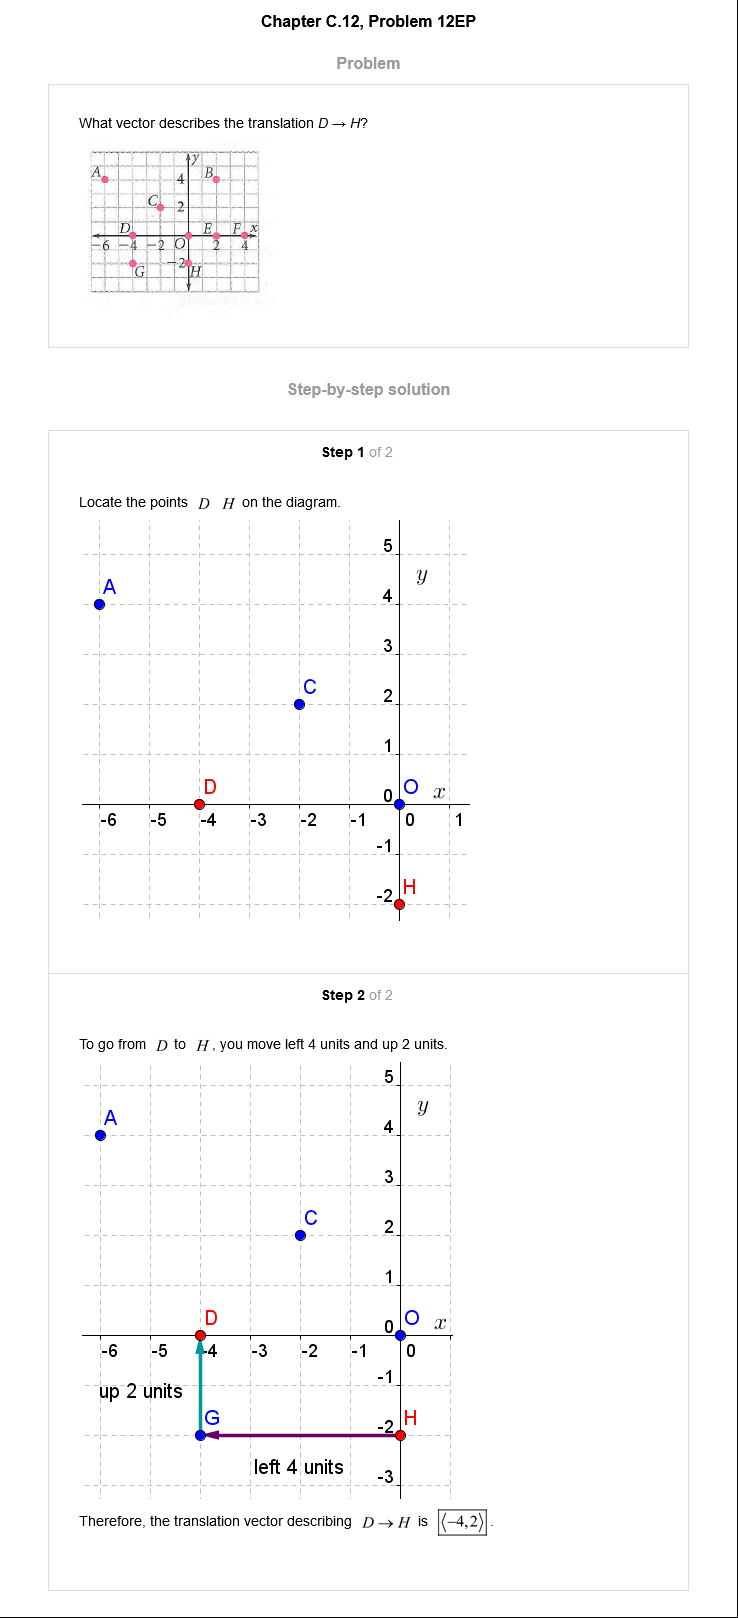 Chapter C.12, Problem 12EP
Problem
What vector describes the translation D → H?
y
A
4
B
C
2
D
E
F
x
−6
−4
−2
O
2
4
−2
G
H
Step-by-step solution
Step 1 of 2
Locate the points D H on the diagram.
5
y
A
4
3
C
2
1
D
0
O
x
-6
-5
-4
-3
-2
-1
0
1
-1
H
-2
Step 2 of 2
To go from D to H, you move left 4 units and up 2 units.
5
y
A
4
3
C
2
1
D
0
O
x
-6
-5
-4
-3
-2
-1
0
-1
up 2 units
G
-2
H
left 4 units
-3
Therefore, the translation vector describing D → H is ⟨−4,2⟩.